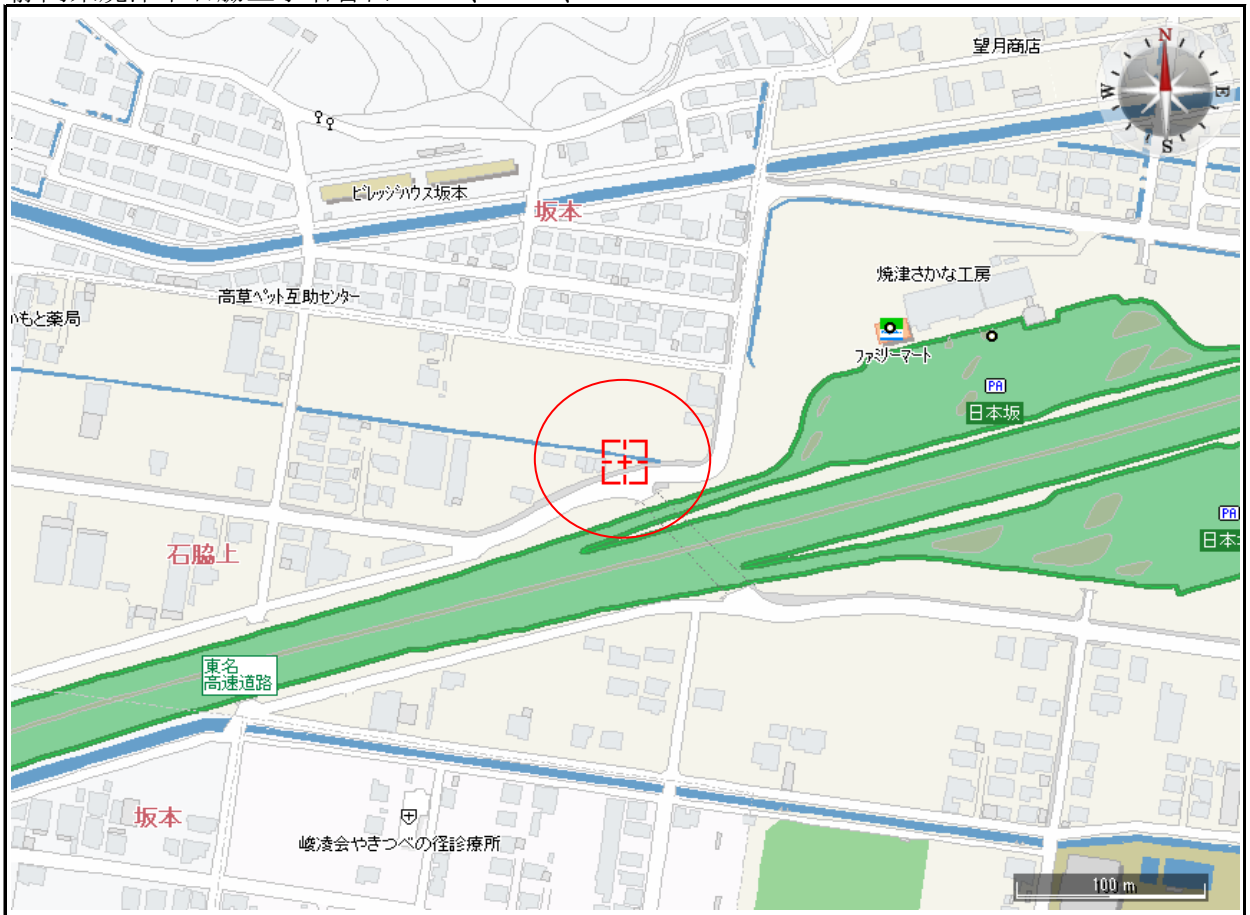 望月商店
N
W
E
S
ビレッジハウス坂本
坂本
焼津さかな工房
高草ペット互助センター
いもと薬局
ファミリーマート
PA
日本坂
PA
日本
石脇上
東名
高速道路
坂本
峻凌会やきつべの径診療所
100 m